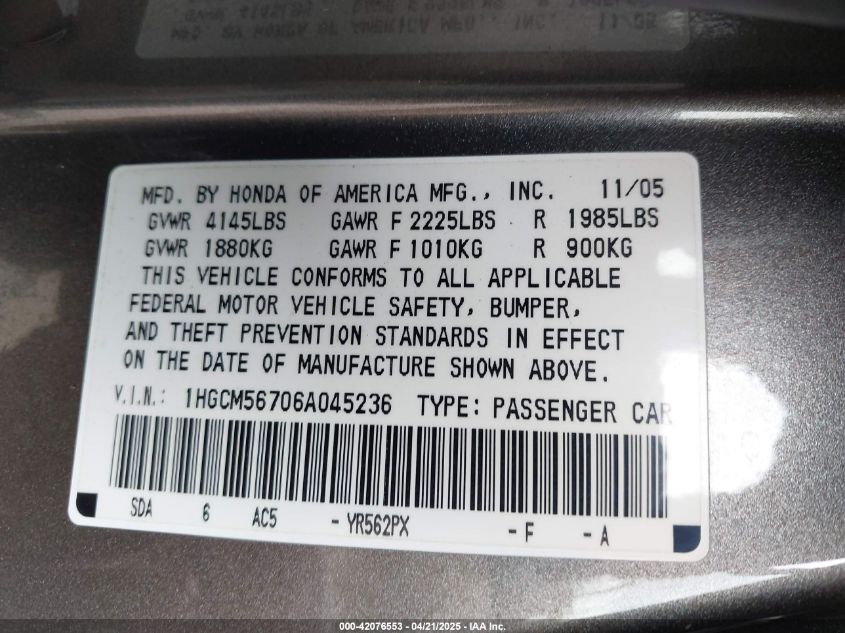 MFD. BY HONDA OF AMERICA MFG., INC. 11/05
GVWR 4145LBS GAWR F 2225LBS R 1985LBS
GVWR 1880KG GAWR F 1010KG R 900KG
THIS VEHICLE CONFORMS TO ALL APPLICABLE
FEDERAL MOTOR VEHICLE SAFETY, BUMPER,
AND THEFT PREVENTION STANDARDS IN EFFECT
ON THE DATE OF MANUFACTURE SHOWN ABOVE.
V.I.N.: 1HGCM56706A045236 TYPE: PASSENGER CAR
SDA 6 AC5 - YR562PX - F - A
000-42076553 - 04/21/2025 - IAA Inc.